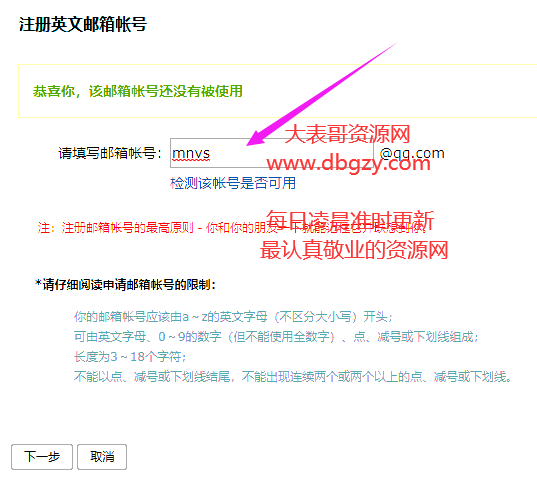 注册英文邮箱帐号
恭喜你，该邮箱帐号还没有被使用
请填写邮箱帐号： mnvs @qq.com
大表哥资源网
www.dbgzy.com
检测该帐号是否可用
注：注册邮箱帐号的最高原则 - 你和你的朋友
每日凌晨准时更新
最认真敬业的资源网
*请仔细阅读申请邮箱帐号的限制：
你的邮箱帐号应该由a～z的英文字母（不区分大小写）开头；
可由英文字母、0～9的数字（但不能使用全数字）、点、减号或下划线组成；
长度为3～18个字符；
不能以点、减号或下划线结尾，不能出现连续两个或两个以上的点、减号或下划线。
下一步 取消